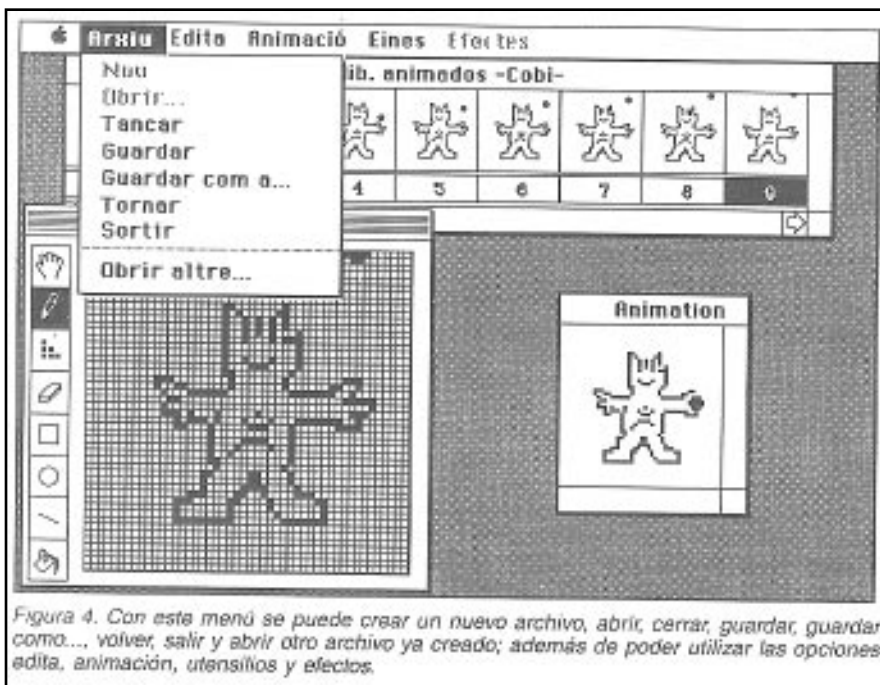 Arxiu Edita Animació Eines Efectes
Nou
Obrir...
Tancar
Guardar
Guardar com a...
Tornar
Sortir
Obrir altre...
lib. animados -Cobi-
4 5 6 7 8 9
Animation
Figura 4. Con este menú se puede crear un nuevo archivo, abrir, cerrar, guardar, guardar
como..., volver, salir y abrir otro archivo ya creado; además de poder utilizar las opciones
edita, animación, utensilios y efectos.